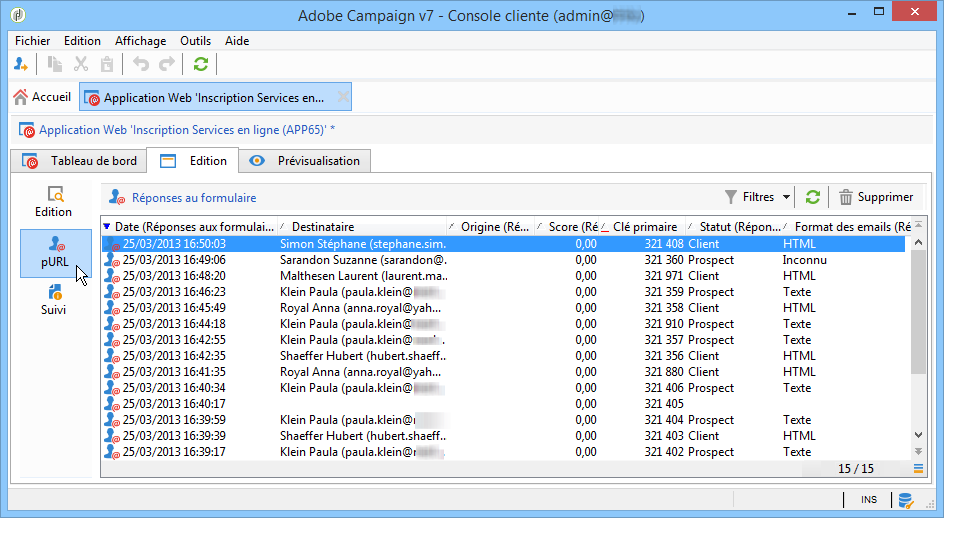 Adobe Campaign v7 - Console cliente (admin@
Fichier Edition Affichage Outils Aide
Accueil Application Web 'Inscription Services en...
Application Web 'Inscription Services en ligne (APP65)' *
Tableau de bord Edition Prévisualisation
Edition
pURL
Suivi
Réponses au formulaire Filtres Supprimer
Date (Réponses aux formulai... Destinataire Origine (Ré... Score (Ré Clé primaire Statut (Répon... Format des emails (Ré
25/03/2013 16:50:03 Simon Stéphane (stephane.sim. 0,00 321 408 Client HTML
25/03/2013 16:49:06 Sarandon Suzanne (sarandon@. 0,00 321 360 Prospect Inconnu
25/03/2013 16:48:20 Malthesen Laurent (laurent.ma... 0,00 321 971 Client HTML
25/03/2013 16:46:23 Klein Paula (paula.klein@ 0,00 321 359 Prospect Texte
25/03/2013 16:45:49 Royal Anna (anna.royal@yah... 0,00 321 358 Client HTML
25/03/2013 16:44:18 Klein Paula (paula.klein@ 0,00 321 910 Prospect Texte
25/03/2013 16:42:55 Klein Paula (paula.klein@ 0,00 321 357 Prospect Texte
25/03/2013 16:42:35 Shaeffer Hubert (hubert.shaeff.. 0,00 321 356 Client HTML
25/03/2013 16:41:35 Royal Anna (anna.royal@yah... 0,00 321 880 Client HTML
25/03/2013 16:40:34 Klein Paula (paula.klein@ 0,00 321 406 Prospect Texte
25/03/2013 16:40:17 0,00 321 405
25/03/2013 16:39:59 Klein Paula (paula.klein@ 0,00 321 404 Prospect Texte
25/03/2013 16:39:39 Shaeffer Hubert (hubert.shaeff.. 0,00 321 403 Client HTML
25/03/2013 16:39:17 Klein Paula (paula.klein@ 0,00 321 402 Prospect Texte
15 / 15
INS